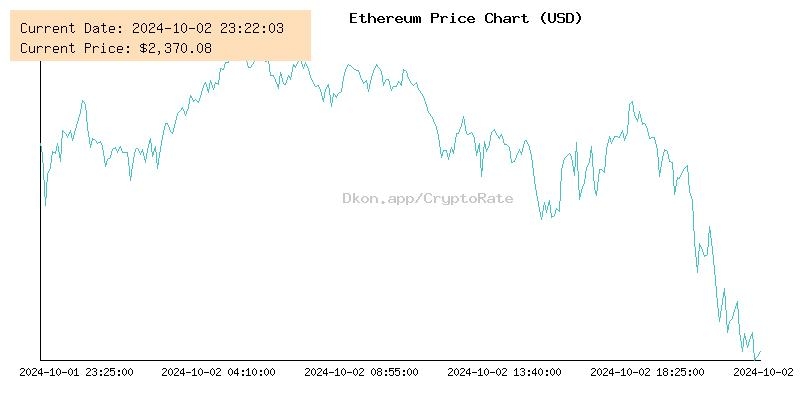 Ethereum Price Chart (USD)
Current Date: 2024-10-02 23:22:03
Current Price: $2,370.08
Dkon.app/CryptoRate
2024-10-01 23:25:00 2024-10-02 04:10:00 2024-10-02 08:55:00 2024-10-02 13:40:00 2024-10-02 18:25:00 2024-10-02